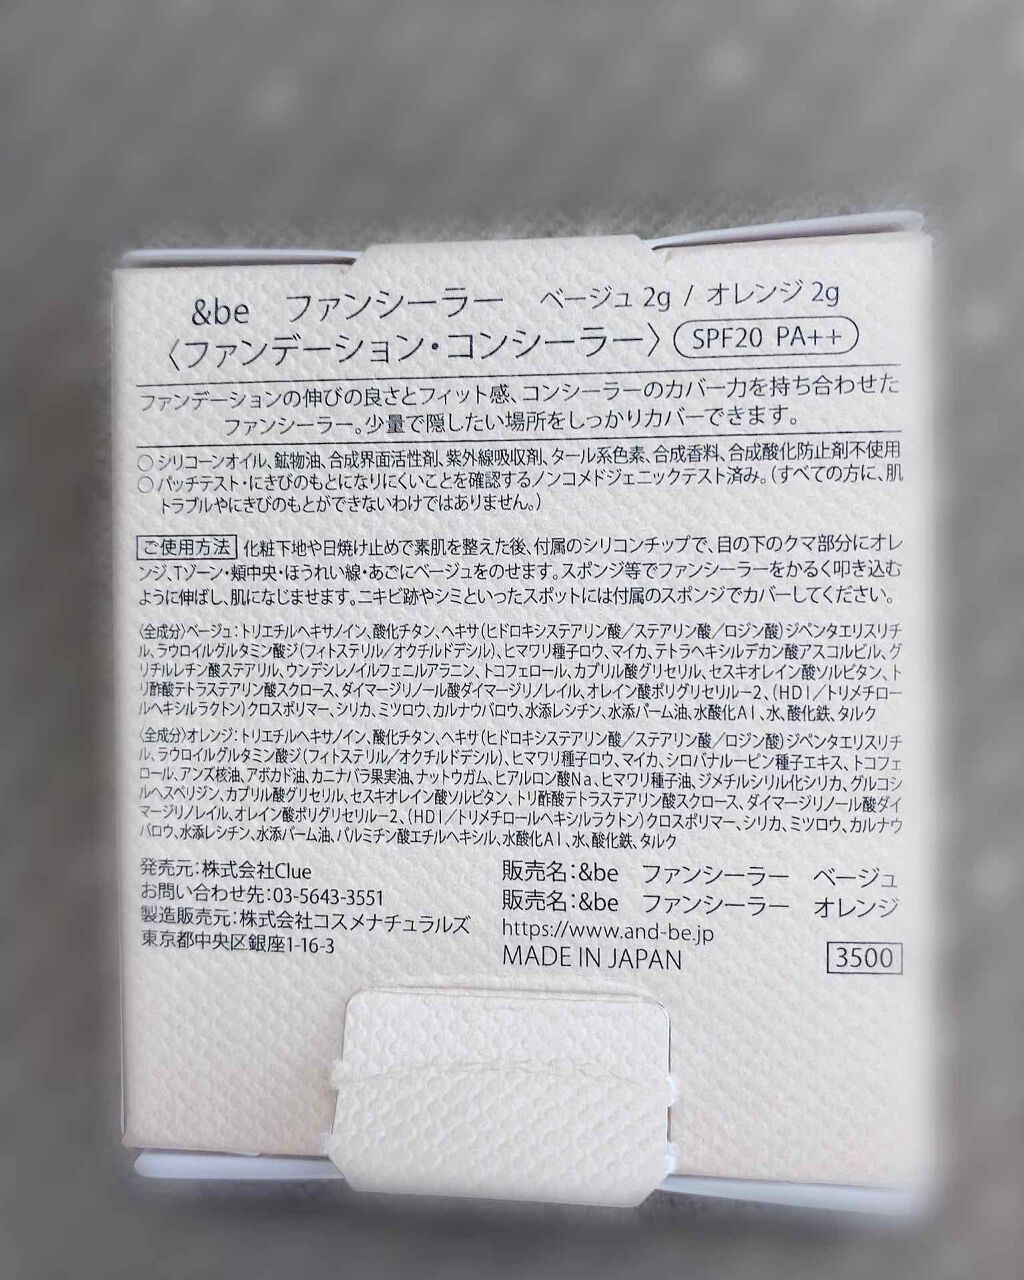 &be ファンシーラー ベージュ 2g / オレンジ 2g
〈ファンデーション・コンシーラー〉 SPF20 PA++
ファンデーションの伸びの良さとフィット感、コンシーラーのカバー力を持ち合わせた
ファンシーラー。少量で隠したい場所をしっかりカバーできます。
○シリコーンオイル、鉱物油、合成界面活性剤、紫外線吸収剤、タール系色素、合成香料、合成酸化防止剤不使用
○パッチテスト・にきびのもとになりにくいことを確認するノンコメドジェニックテスト済み。(すべての方に、肌
トラブルやにきびのもとができないわけではありません。)
ご使用方法 化粧下地や日焼け止めで素肌を整えた後、付属のシリコンチップで、目の下のクマ部分にオレ
ンジ、Tゾーン・頬中央・ほうれい線・あごにベージュをのせます。スポンジ等でファンシーラーをかるく叩き込む
ように伸ばし、肌になじませます。ニキビ跡やシミといったスポットには付属のスポンジでカバーしてください。
〈全成分〉ベージュ:トリエチルヘキサノイン、酸化チタン、ヘキサ(ヒドロキシステアリン酸/ステアリン酸/ロジン酸)ジペンタエリスリチ
ル、ラウロイルグルタミン酸ジ(フィトステリル/オクチルドデシル)、ヒマワリ種子ロウ、マイカ、テトラヘキシルデカン酸アスコルビル、グ
リチルレチン酸ステアリル、ウンデシレノイルフェニルアラニン、トコフェロール、カプリル酸グリセリル、セスキオレイン酸ソルビタン、ト
リ酢酸テトラステアリン酸スクロース、ダイマージリノール酸ダイマージリノレイル、オレイン酸ポリグリセリル-2、(HDI/トリメチロー
ルヘキシルラクトン)クロスポリマー、シリカ、ミツロウ、カルナウバロウ、水添レシチン、水添パーム油、水酸化Al、水、酸化鉄、タルク
〈全成分〉オレンジ:トリエチルヘキサノイン、酸化チタン、ヘキサ(ヒドロキシステアリン酸/ステアリン酸/ロジン酸)ジペンタエリスリチ
ル、ラウロイルグルタミン酸ジ(フィトステリル/オクチルドデシル)、ヒマワリ種子ロウ、マイカ、シロバナルーピン種子エキス、トコフェ
ロール、アンズ核油、アボカド油、カニナバラ果実油、ナットウガム、ヒアルロン酸Na、ヒマワリ種子油、ジメチルシリル化シリカ、グルコシ
ルヘスペリジン、カプリル酸グリセリル、セスキオレイン酸ソルビタン、トリ酢酸テトラステアリン酸スクロース、ダイマージリノール酸ダイ
マージリノレイル、オレイン酸ポリグリセリル-2、(HDI/トリメチロールヘキシルラクトン)クロスポリマー、シリカ、ミツロウ、カルナウ
バロウ、水添レシチン、水添パーム油、パルミチン酸エチルヘキシル、水酸化Al、水、酸化鉄、タルク
発売元:株式会社Clue
お問い合わせ先:03-5643-3551
製造販売元:株式会社コスメナチュラルズ
東京都中央区銀座1-16-3
販売名:&be ファンシーラー ベージュ
販売名:&be ファンシーラー オレンジ
https://www.and-be.jp
MADE IN JAPAN 3500